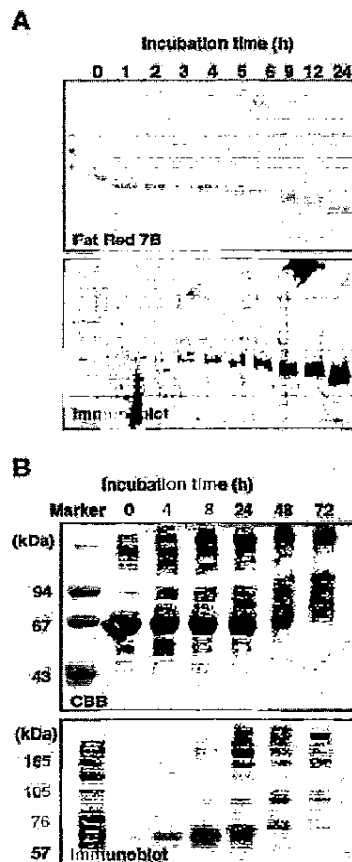 A
Incubation time (h)
0 1 2 3 4 5 6 9 12 24
Fat Red 7B
Immunoblot
B
Incubation time (h)
Marker 0 4 8 24 48 72
(kDa)
94
67
43
CBB
(kDa)
165
105
76
57
Immunoblot